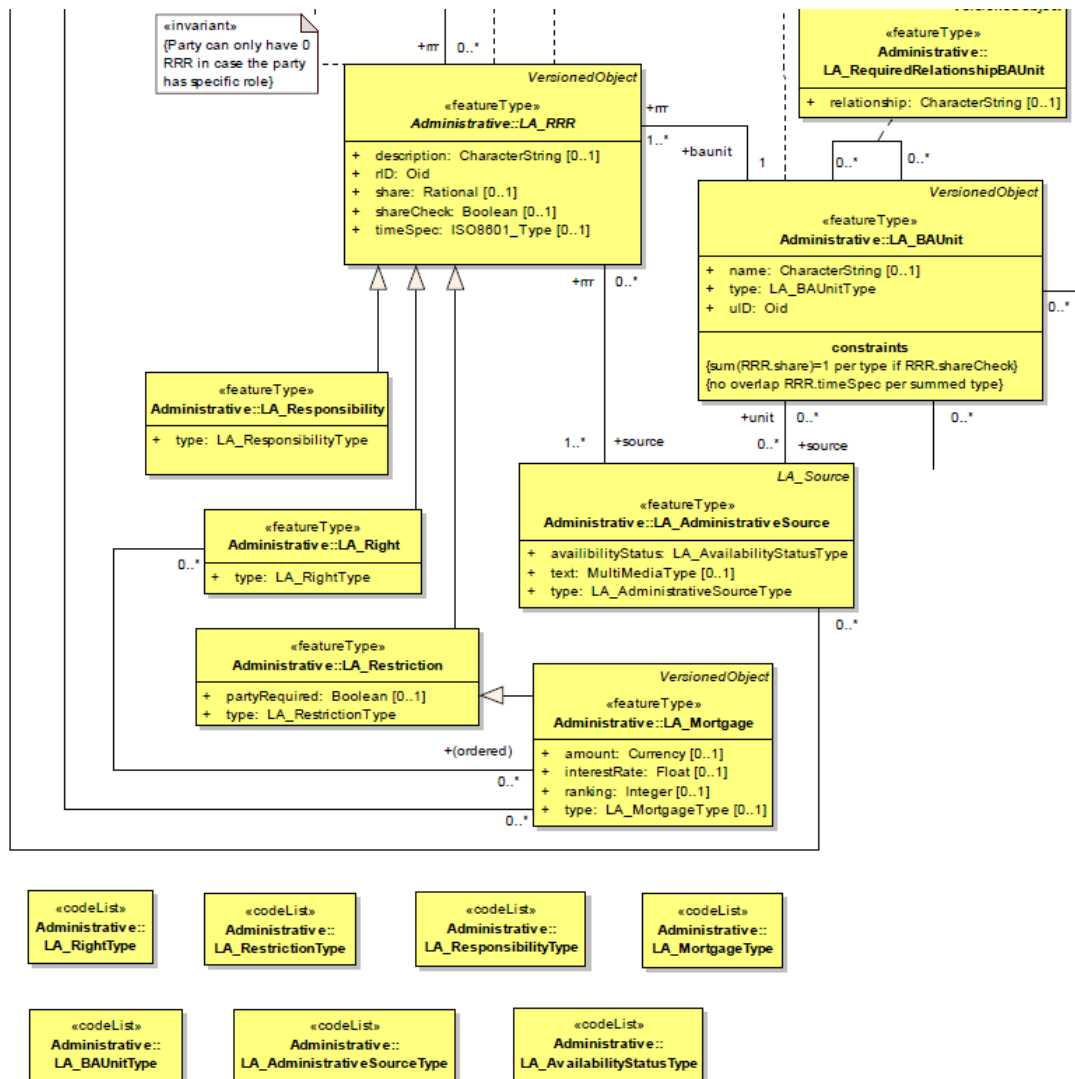 «invariant»
{Party can only have 0
RRR in case the party
has specific role}
+rrr 0..*
VersionedObject
«featureType»
Administrative::
LA_RequiredRelationshipBAUnit
+ relationship: CharacterString [0..1]
VersionedObject
«featureType»
Administrative::LA_RRR
+ description: CharacterString [0..1]
+ rID: Oid
+ share: Rational [0..1]
+ shareCheck: Boolean [0..1]
+ timeSpec: ISO8601_Type [0..1]
+rrr
1..*
+baunit 1
0..* 0..*
VersionedObject
«featureType»
Administrative::LA_BAUnit
+ name: CharacterString [0..1]
+ type: LA_BAUnitType
+ uID: Oid
constraints
{sum(RRR.share)=1 per type if RRR.shareCheck}
{no overlap RRR.timeSpec per summed type}
0..*
+rrr 0..*
«featureType»
Administrative::LA_Responsibility
+ type: LA_ResponsibilityType
+unit 0..*
0..*
1..* +source
0..* +source
LA_Source
«featureType»
Administrative::LA_AdministrativeSource
+ availibilityStatus: LA_AvailabilityStatusType
+ text: MultiMediaType [0..1]
+ type: LA_AdministrativeSourceType
0..*
«featureType»
Administrative::LA_Right
+ type: LA_RightType
0..*
«featureType»
Administrative::LA_Restriction
+ partyRequired: Boolean [0..1]
+ type: LA_RestrictionType
VersionedObject
«featureType»
Administrative::LA_Mortgage
+ amount: Currency [0..1]
+ interestRate: Float [0..1]
+ ranking: Integer [0..1]
+ type: LA_MortgageType [0..1]
+(ordered)
0..*
0..*
«codeList»
Administrative::
LA_RightType
«codeList»
Administrative::
LA_RestrictionType
«codeList»
Administrative::
LA_ResponsibilityType
«codeList»
Administrative::
LA_MortgageType
«codeList»
Administrative::
LA_BAUnitType
«codeList»
Administrative::
LA_AdministrativeSourceType
«codeList»
Administrative::
LA_AvailabilityStatusType